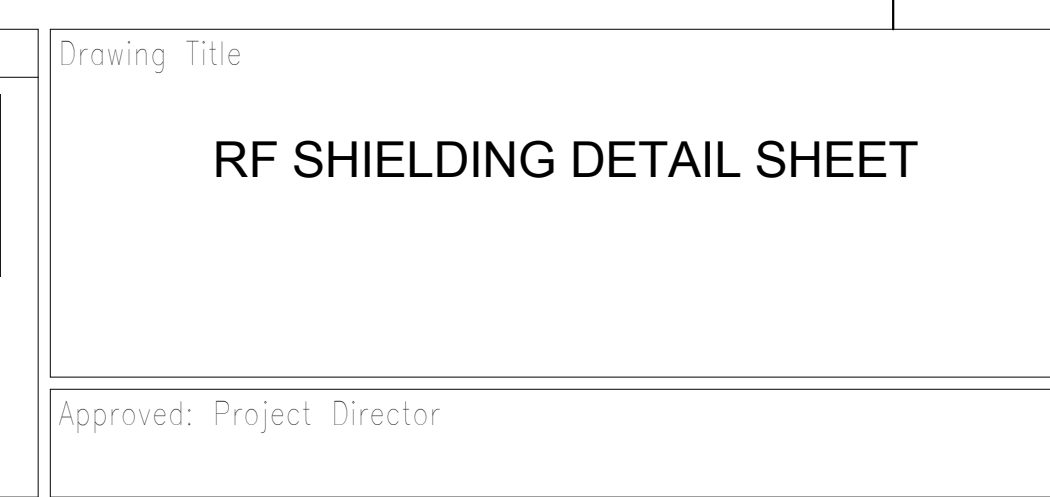 Drawing Title
RF SHIELDING DETAIL SHEET
Approved: Project Director